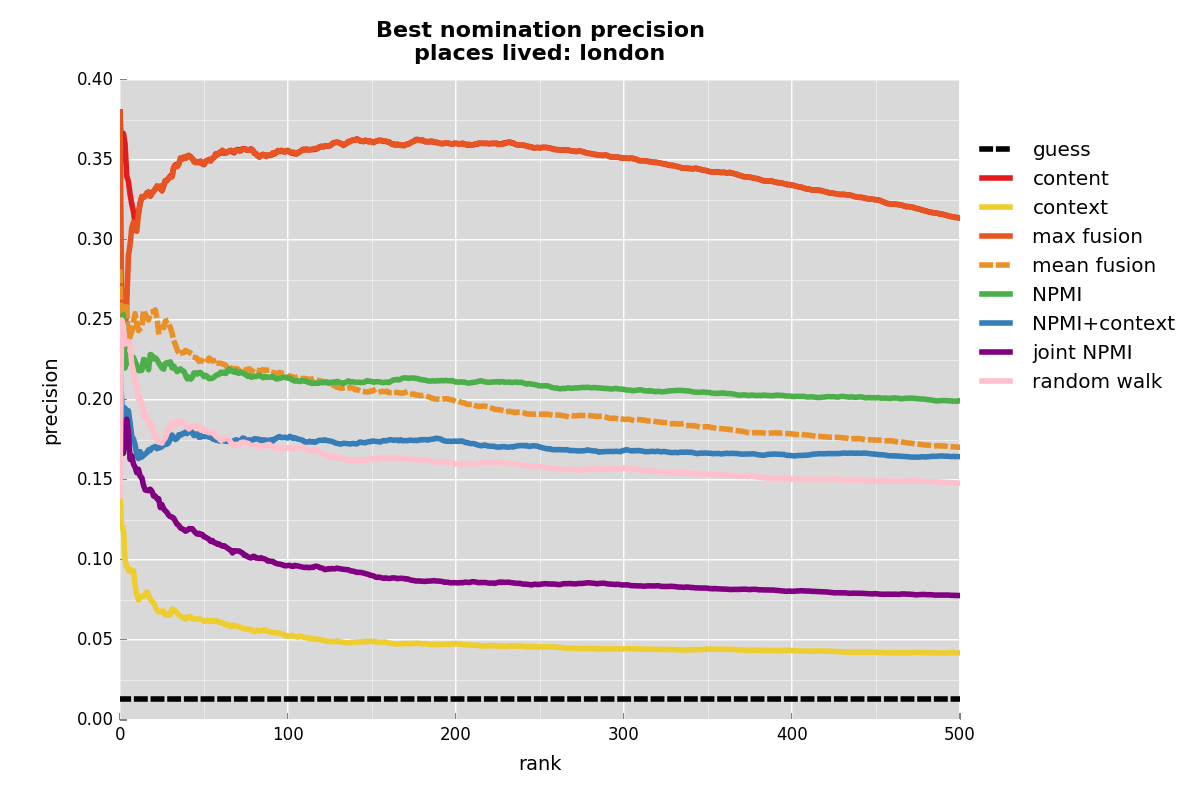 Best nomination precision
places lived: london
precision
0.40
0.35
0.30
0.25
0.20
0.15
0.10
0.05
0.00
0
100
200
300
400
500
rank
guess
content
context
max fusion
mean fusion
NPMI
NPMI+context
joint NPMI
random walk